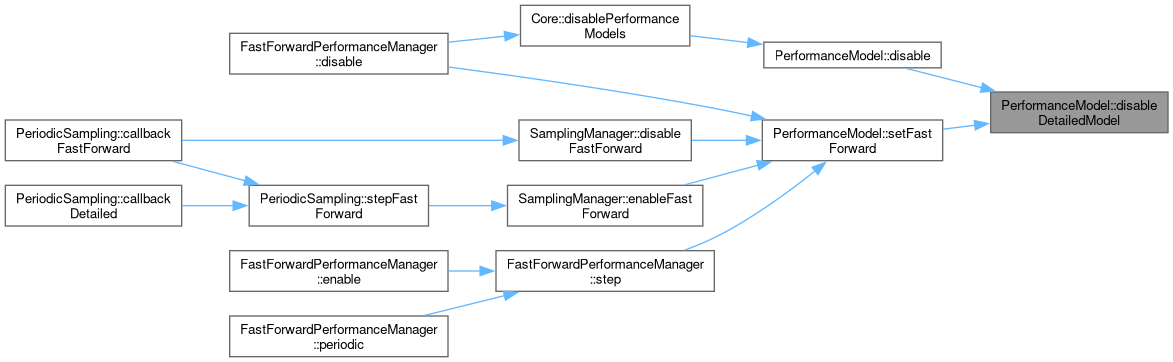 Core::disablePerformance
Models
FastForwardPerformanceManager
::disable
PerformanceModel::disable
PerformanceModel::disable
DetailedModel
PeriodicSampling::callback
FastForward
SamplingManager::disable
FastForward
PerformanceModel::setFast
Forward
PeriodicSampling::callback
Detailed
PeriodicSampling::stepFast
Forward
SamplingManager::enableFast
Forward
FastForwardPerformanceManager
::enable
FastForwardPerformanceManager
::step
FastForwardPerformanceManager
::periodic